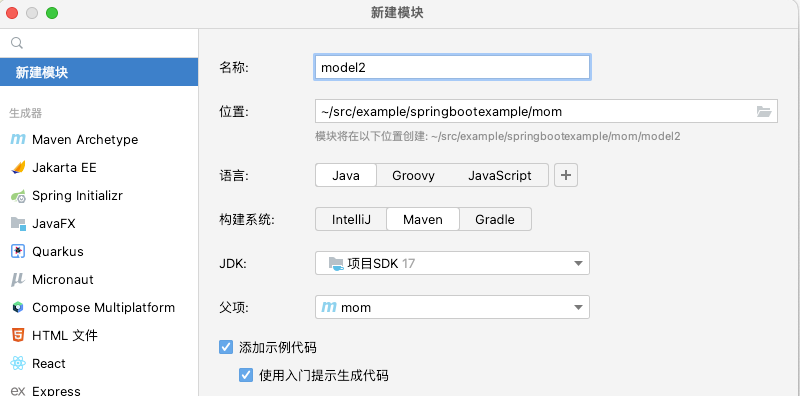 新建模块
新建模块
生成器
Maven Archetype
Jakarta EE
Spring Initializr
JavaFX
Quarkus
Micronaut
Compose Multiplatform
HTML 文件
React
Express
名称: model2
位置: ~/src/example/springbootexample/mom
模块将在以下位置创建: ~/src/example/springbootexample/mom/model2
语言: Java Groovy JavaScript +
构建系统: IntelliJ Maven Gradle
JDK: 项目SDK 17
父项: mom
添加示例代码
使用入门提示生成代码